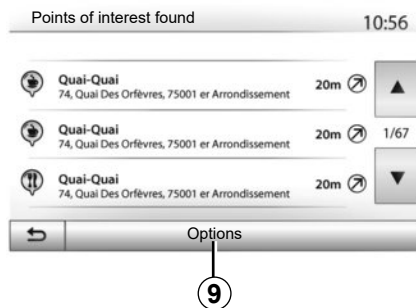 Points of interest found 10:56
Quai-Quai
74, Quai Des Orfèvres, 75001 er Arrondissement 20m
Quai-Quai
74, Quai Des Orfèvres, 75001 er Arrondissement 20m
1/67
Quai-Quai
74, Quai Des Orfèvres, 75001 er Arrondissement 20m
Options
9